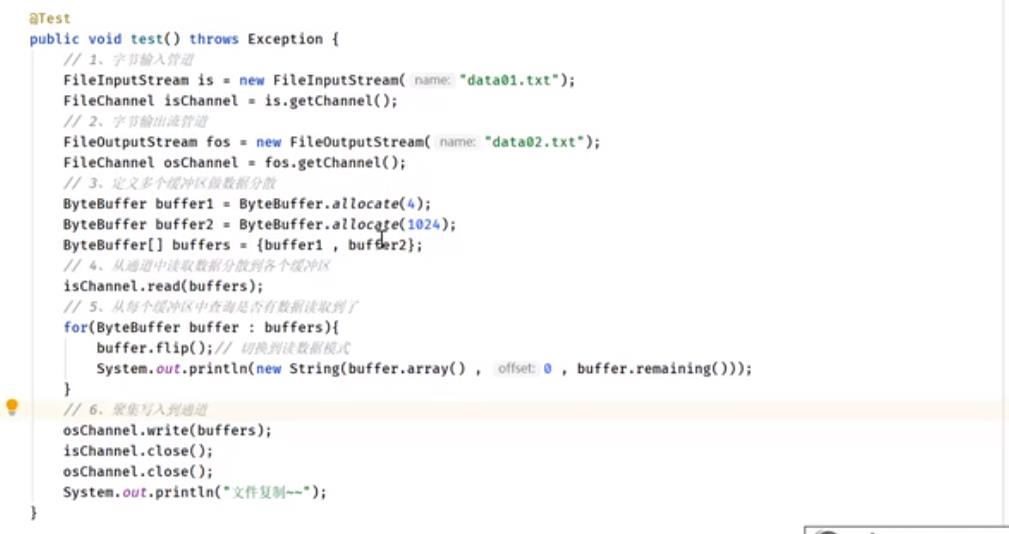 @Test
public void test() throws Exception {
// 1、字节输入管道
FileInputStream is = new FileInputStream( name: "data01.txt");
FileChannel isChannel = is.getChannel();
// 2、字节输出流管道
FileOutputStream fos = new FileOutputStream( name: "data02.txt");
FileChannel osChannel = fos.getChannel();
// 3、定义多个缓冲区做数据分散
ByteBuffer buffer1 = ByteBuffer.allocate(4);
ByteBuffer buffer2 = ByteBuffer.allocate(1024);
ByteBuffer[] buffers = {buffer1 , buffer2};
// 4、从通道中读取数据分散到各个缓冲区
isChannel.read(buffers);
// 5、从每个缓冲区中查询是否有数据读取到了
for(ByteBuffer buffer : buffers){
buffer.flip();// 切换到读数据模式
System.out.println(new String(buffer.array() , offset: 0 , buffer.remaining()));
}
// 6、聚集写入到通道
osChannel.write(buffers);
isChannel.close();
osChannel.close();
System.out.println("文件复制~~");
}